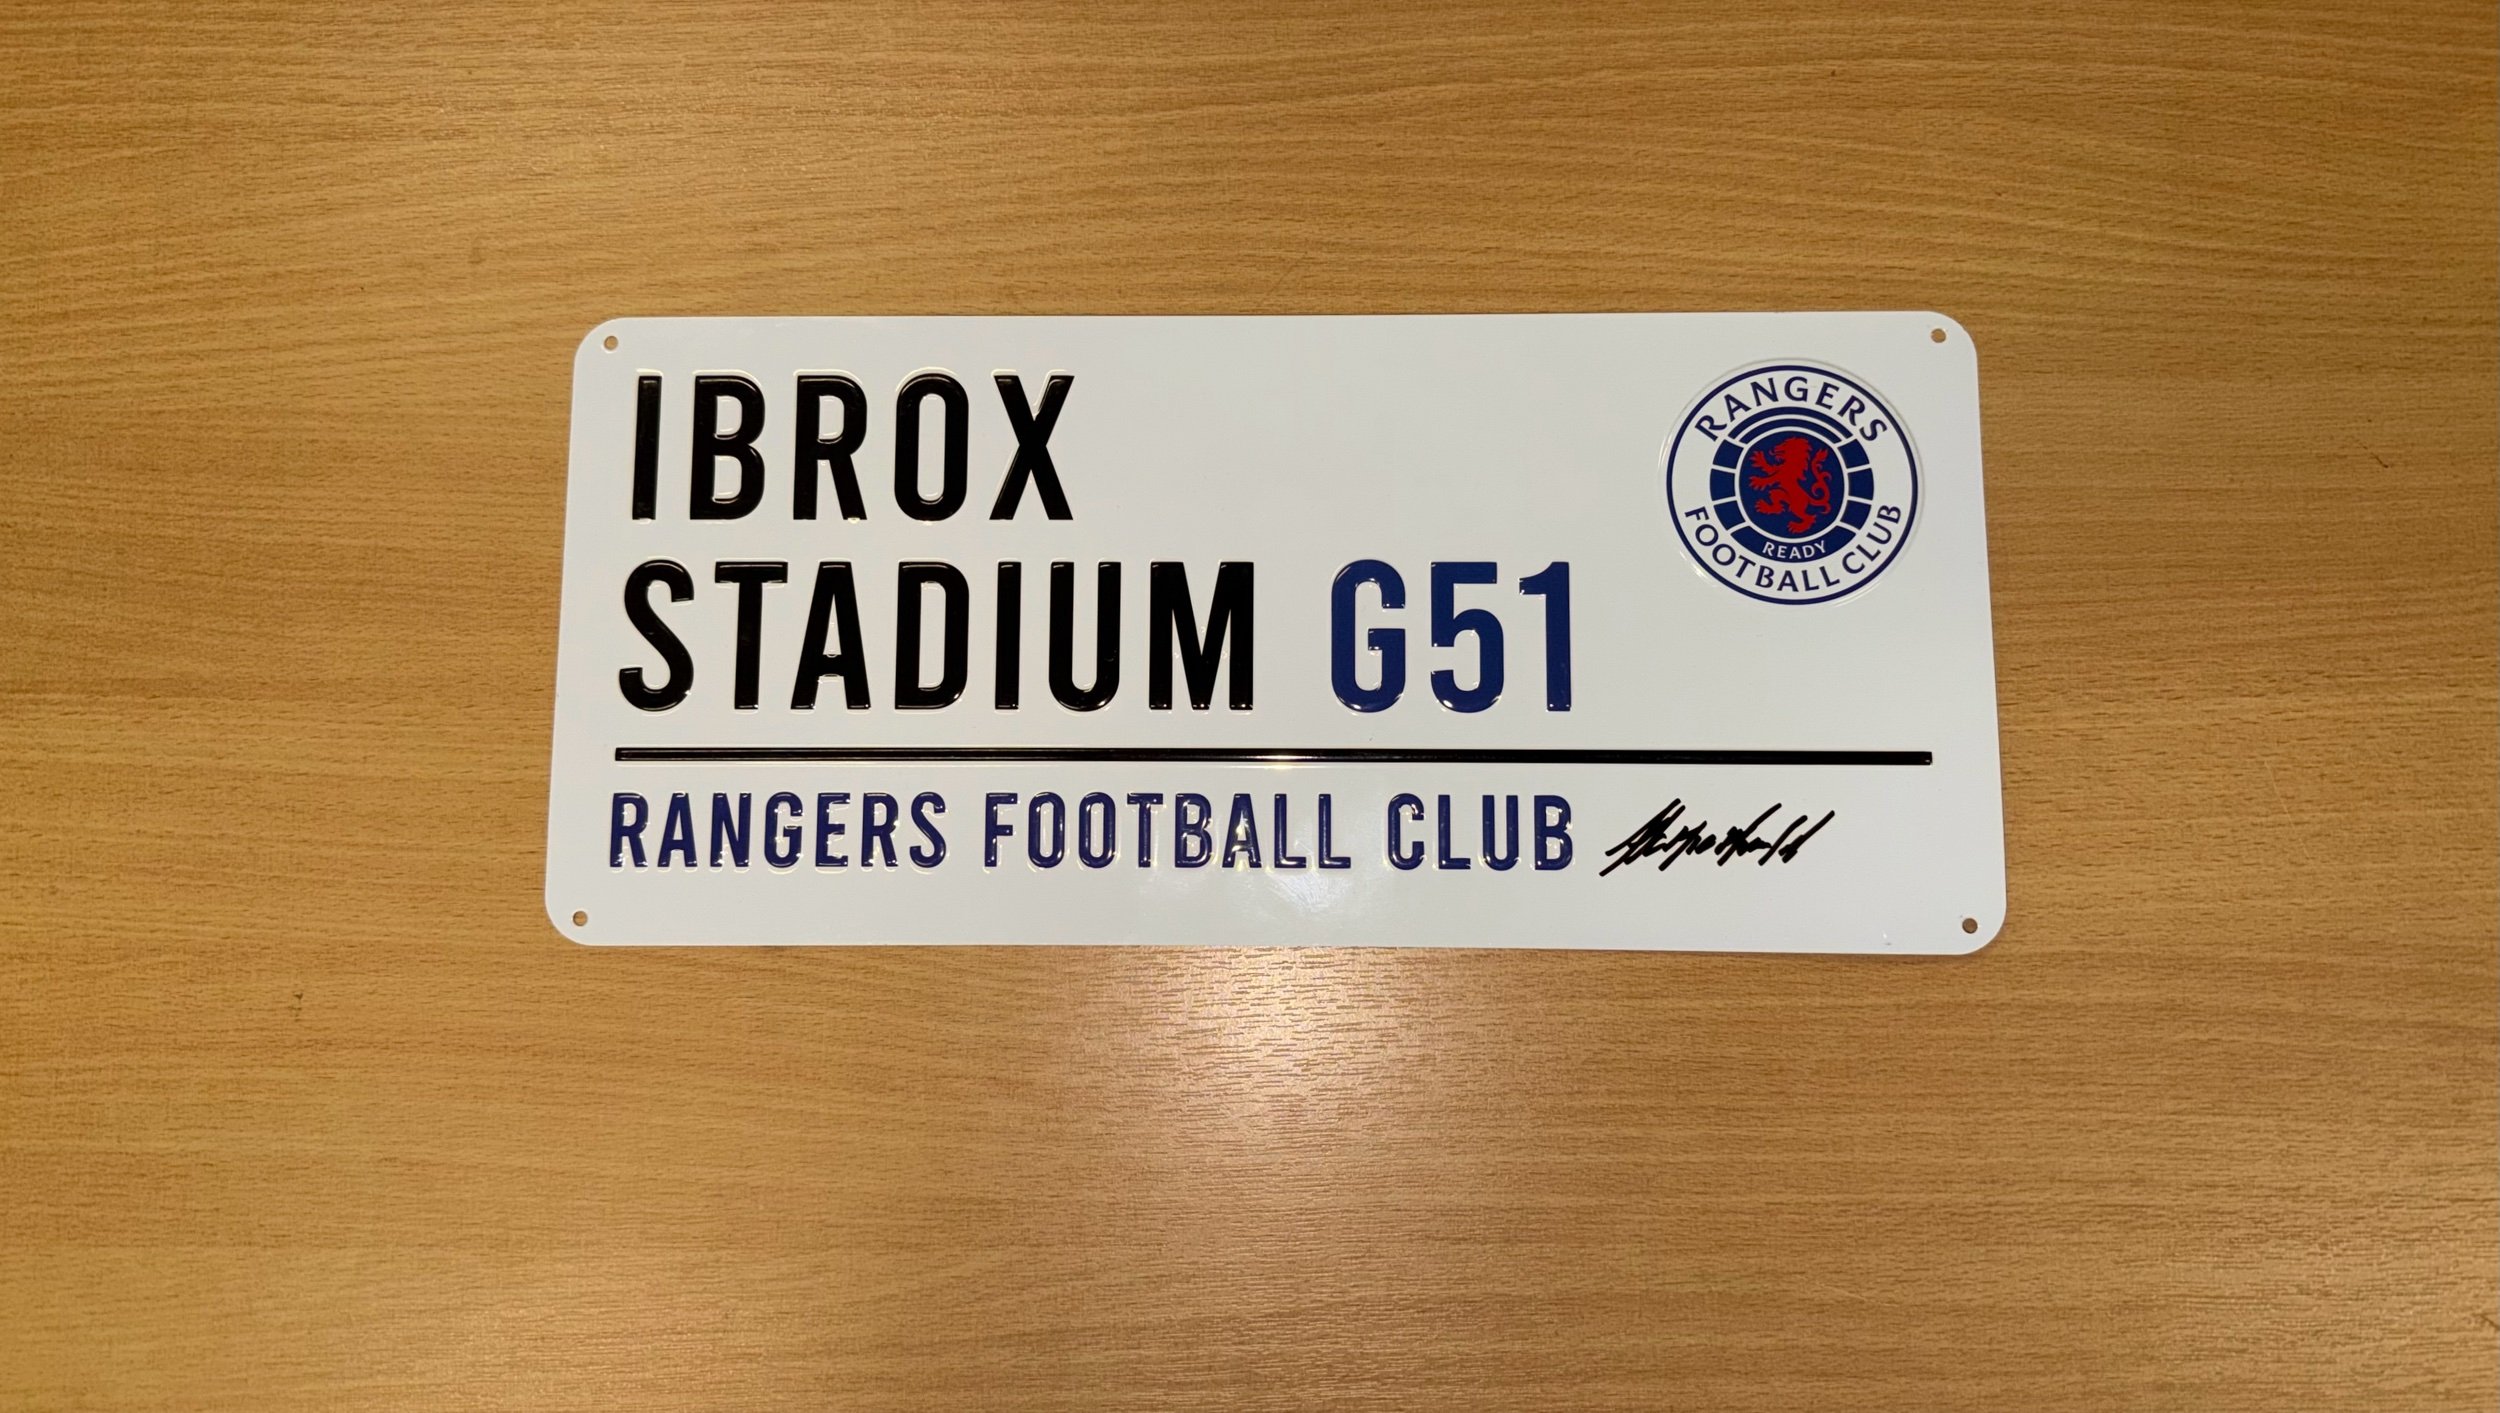 IBROX
STADIUM G51
RANGERS FOOTBALL CLUB
RANGERS
READY
FOOTBALL CLUB